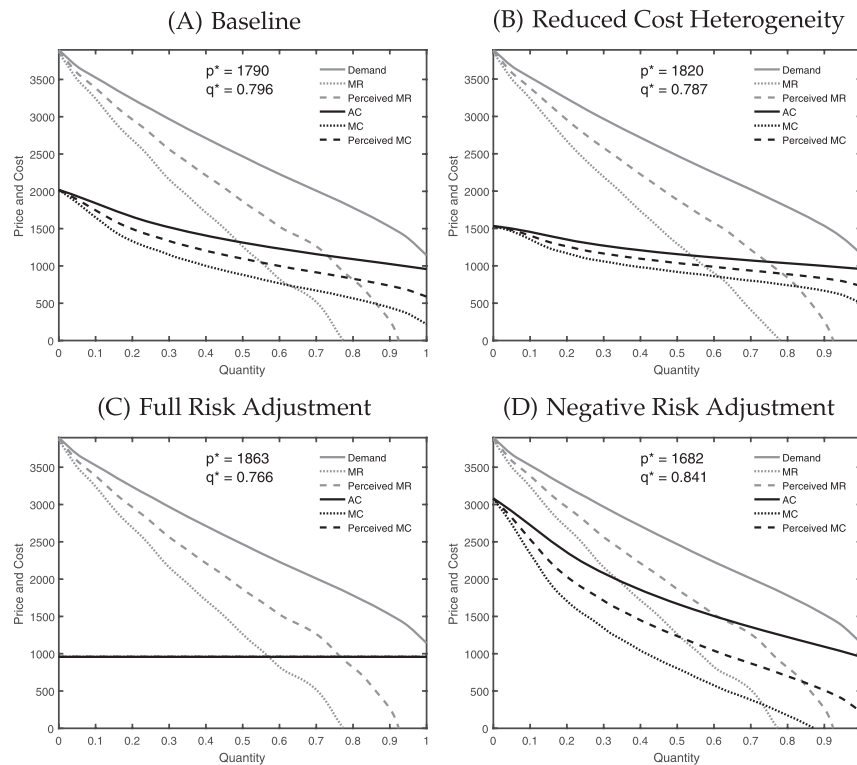 (A) Baseline
p* = 1790
q* = 0.796
Demand
MR
Perceived MR
AC
MC
Perceived MC
Price and Cost
3500
3000
2500
2000
1500
1000
500
0
0 0.1 0.2 0.3 0.4 0.5 0.6 0.7 0.8 0.9 1
Quantity
(B) Reduced Cost Heterogeneity
p* = 1820
q* = 0.787
Demand
MR
Perceived MR
AC
MC
Perceived MC
Price and Cost
3500
3000
2500
2000
1500
1000
500
0
0 0.1 0.2 0.3 0.4 0.5 0.6 0.7 0.8 0.9
Quantity
(C) Full Risk Adjustment
p* = 1863
q* = 0.766
Demand
MR
Perceived MR
AC
MC
Perceived MC
Price and Cost
3500
3000
2500
2000
1500
1000
500
0
0 0.1 0.2 0.3 0.4 0.5 0.6 0.7 0.8 0.9 1
Quantity
(D) Negative Risk Adjustment
p* = 1682
q* = 0.841
Demand
MR
Perceived MR
AC
MC
Perceived MC
Price and Cost
3500
3000
2500
2000
1500
1000
500
0
0 0.1 0.2 0.3 0.4 0.5 0.6 0.7 0.8 0.9
Quantity